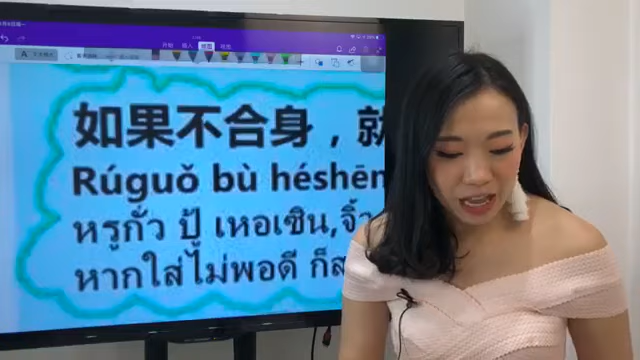 如果不合身，就
Rúguǒ bù héshēn
หรูกั่ว ปู้ เหอเซิน,จิ้ว
หากใส่ไม่พอดี ก็ส